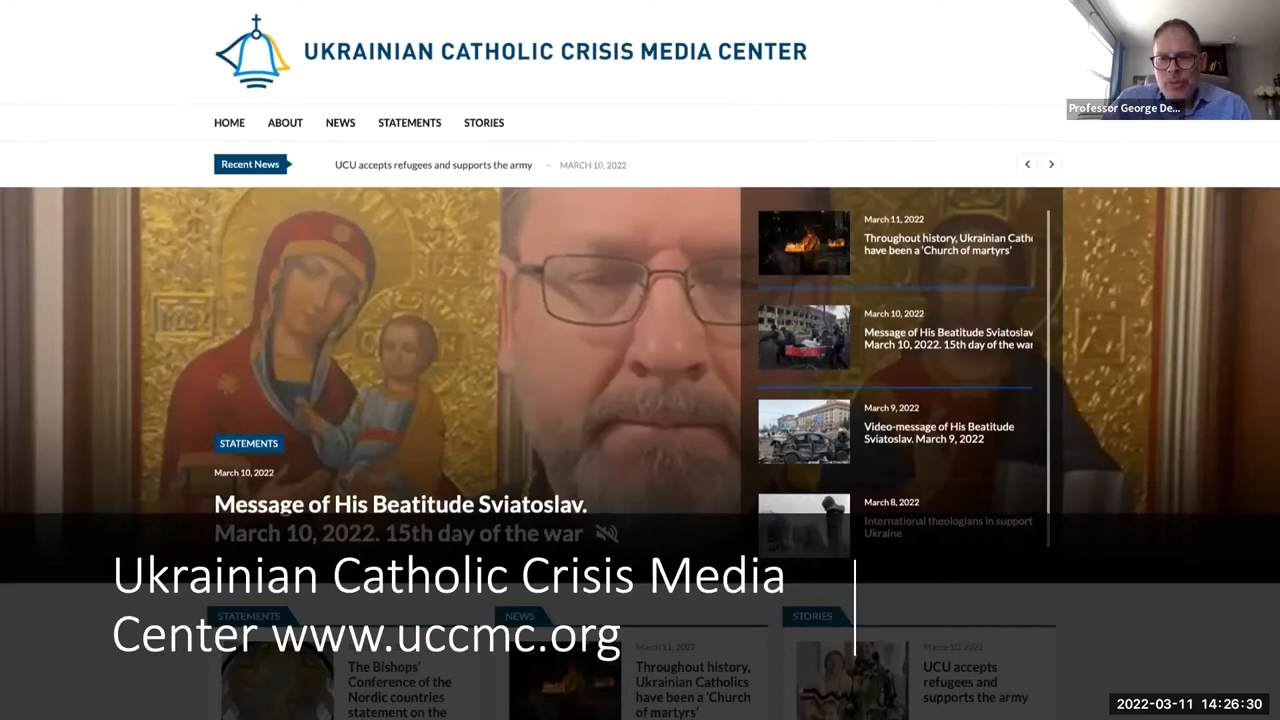 UKRAINIAN CATHOLIC CRISIS MEDIA CENTER
Professor George De...
HOME ABOUT NEWS STATEMENTS STORIES
Recent News UCU accepts refugees and supports the army – MARCH 10, 2022
STATEMENTS
March 10, 2022
Message of His Beatitude Sviatoslav.
March 10, 2022. 15th day of the war
March 11, 2022
Throughout history, Ukrainian Cath
have been a ‘Church of martyrs’
March 10, 2022
Message of His Beatitude Sviatoslav
March 10, 2022. 15th day of the war
March 9, 2022
Video-message of His Beatitude
Sviatoslav. March 9, 2022
March 8, 2022
International theologians in support
Ukraine
Ukrainian Catholic Crisis Media
Center www.uccmc.org
STATEMENTS
The Bishops’
Conference of the
Nordic countries
statement on the
NEWS
March 11, 2022
Throughout history,
Ukrainian Catholics
have been a ‘Church
of martyrs’
STORIES
March 10, 2022
UCU accepts
refugees and
supports the army
2022-03-11 14:26:30